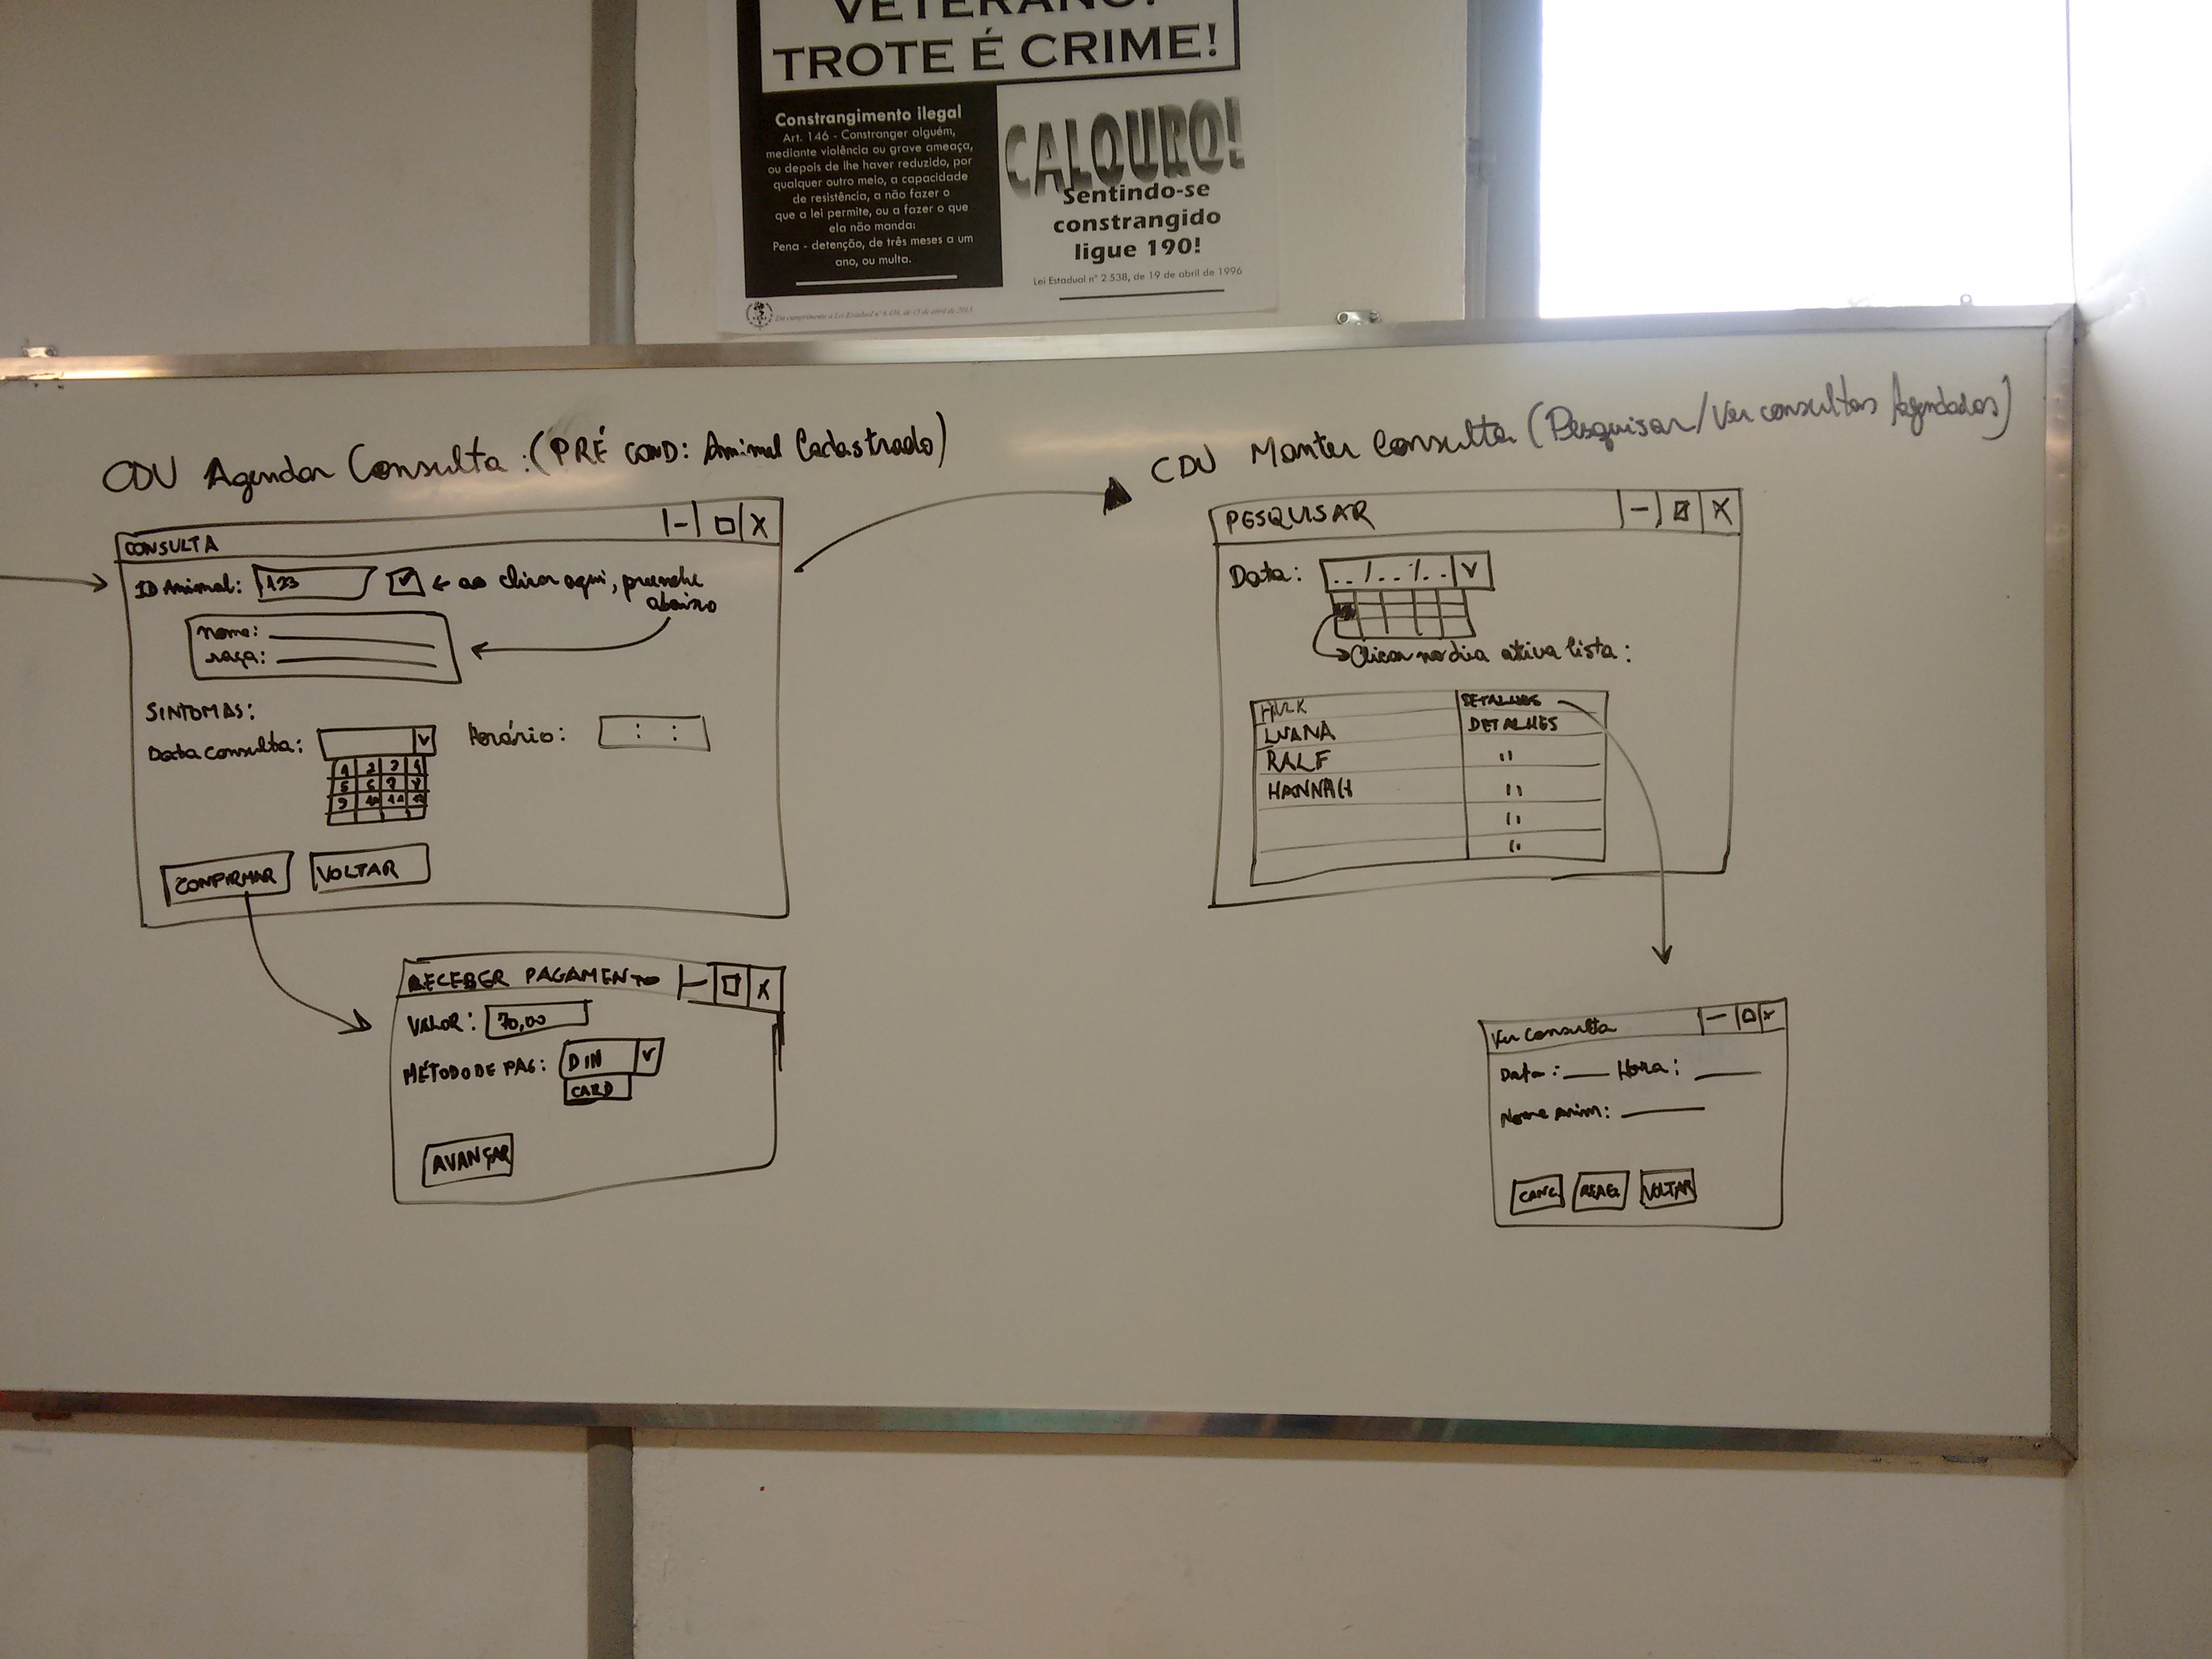 VETERANO!
TROTE É CRIME!
Constrangimento ilegal
Art. 146 - Constranger alguém,
mediante violência ou grave ameaça,
ou depois de lhe haver reduzido, por
qualquer outro meio, a capacidade
de resistência, a não fazer o
que a lei permite, ou a fazer o que
ela não manda:
Pena - detenção, de três meses a um
ano, ou multa.
CALOURO!
Sentindo-se
constrangido
ligue 190!
Lei Estadual nº 2.538, de 19 de abril de 1996
Em cumprimento a Lei Estadual nº
CDU Agendar Consulta: (PRÉ COND: Animal Cadastrado)
CONSULTA
|-| □ X
ID Animal: 123
← ao clicar aqui, preenche
abaixo
nome:
raça:
SINTOMAS:
Data consulta: V
Horário: : :
1 2 3 4
5 6 7 8
9 10 11 12
CONFIRMAR
VOLTAR
RECEBER PAGAMENTO
|- □ X
VALOR: 70,00
MÉTODO DE PAG: DIN V
CARD
AVANÇAR
CDU Manter Consulta (Pesquisar/Ver consultas Agendadas)
PESQUISAR
|-| □ X
Data: ../../.. V
Clicar no dia ativa lista:
HULK DETALHES
LUANA DETALHES
RALF "
HANNAH "
"
"
Ver Consulta
- □ X
Data: Hora:
Nome anim:
CANC
REAG
VOLTAR